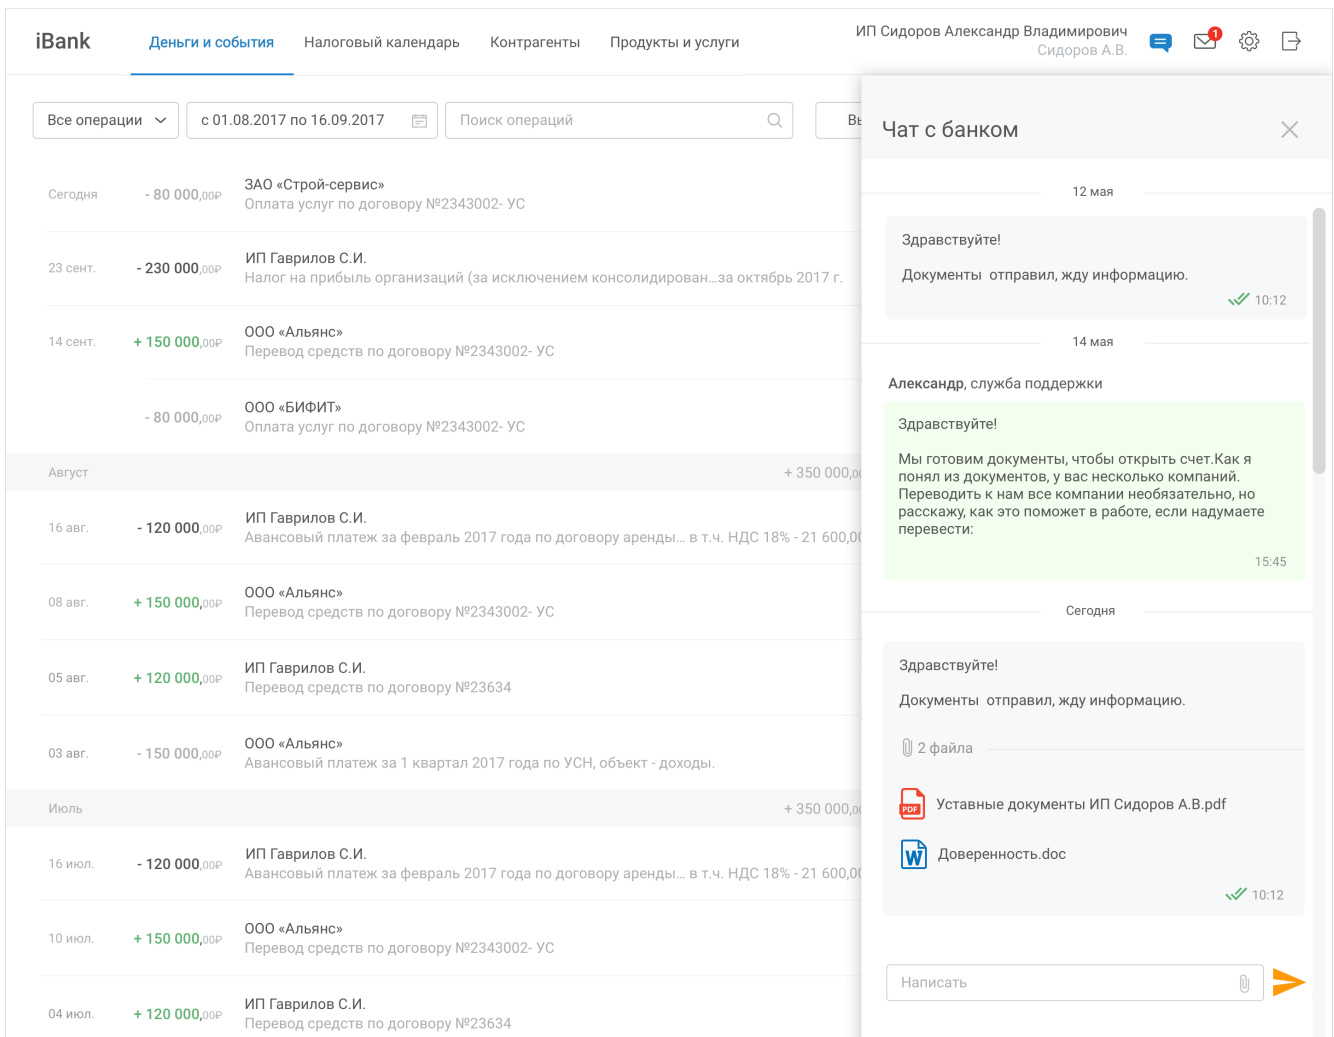 iBank
Деньги и события
Налоговый календарь
Контрагенты
Продукты и услуги
ИП Сидоров Александр Владимирович
Сидоров А.В.
1
Все операции
с 01.08.2017 по 16.09.2017
Поиск операций
Сегодня
- 80 000,00₽
ЗАО «Строй-сервис»
Оплата услуг по договору №2343002- УС
23 сент.
- 230 000,00₽
ИП Гаврилов С.И.
Налог на прибыль организаций (за исключением консолидирован...за октябрь 2017 г.
14 сент.
+ 150 000,00₽
ООО «Альянс»
Перевод средств по договору №2343002- УС
- 80 000,00₽
ООО «БИФИТ»
Оплата услуг по договору №2343002- УС
Август
+ 350 000,
16 авг.
- 120 000,00₽
ИП Гаврилов С.И.
Авансовый платеж за февраль 2017 года по договору аренды... в т.ч. НДС 18% - 21 600,00
08 авг.
+ 150 000,00₽
ООО «Альянс»
Перевод средств по договору №2343002- УС
05 авг.
+ 120 000,00₽
ИП Гаврилов С.И.
Перевод средств по договору №23634
03 авг.
- 150 000,00₽
ООО «Альянс»
Авансовый платеж за 1 квартал 2017 года по УСН, объект - доходы.
Июль
+ 350 000,
16 июл.
- 120 000,00₽
ИП Гаврилов С.И.
Авансовый платеж за февраль 2017 года по договору аренды... в т.ч. НДС 18% - 21 600,00
10 июл.
+ 150 000,00₽
ООО «Альянс»
Перевод средств по договору №2343002- УС
04 июл.
+ 120 000,00₽
ИП Гаврилов С.И.
Перевод средств по договору №23634
Чат с банком
12 мая
Здравствуйте!
Документы  отправил, жду информацию.
10:12
14 мая
Александр, служба поддержки
Здравствуйте!
Мы готовим документы, чтобы открыть счет.Как я
понял из документов, у вас несколько компаний.
Переводить к нам все компании необязательно, но
расскажу, как это поможет в работе, если надумаете
перевести:
15:45
Сегодня
Здравствуйте!
Документы  отправил, жду информацию.
2 файла
PDF
Уставные документы ИП Сидоров А.В.pdf
W
Доверенность.doc
10:12
Написать